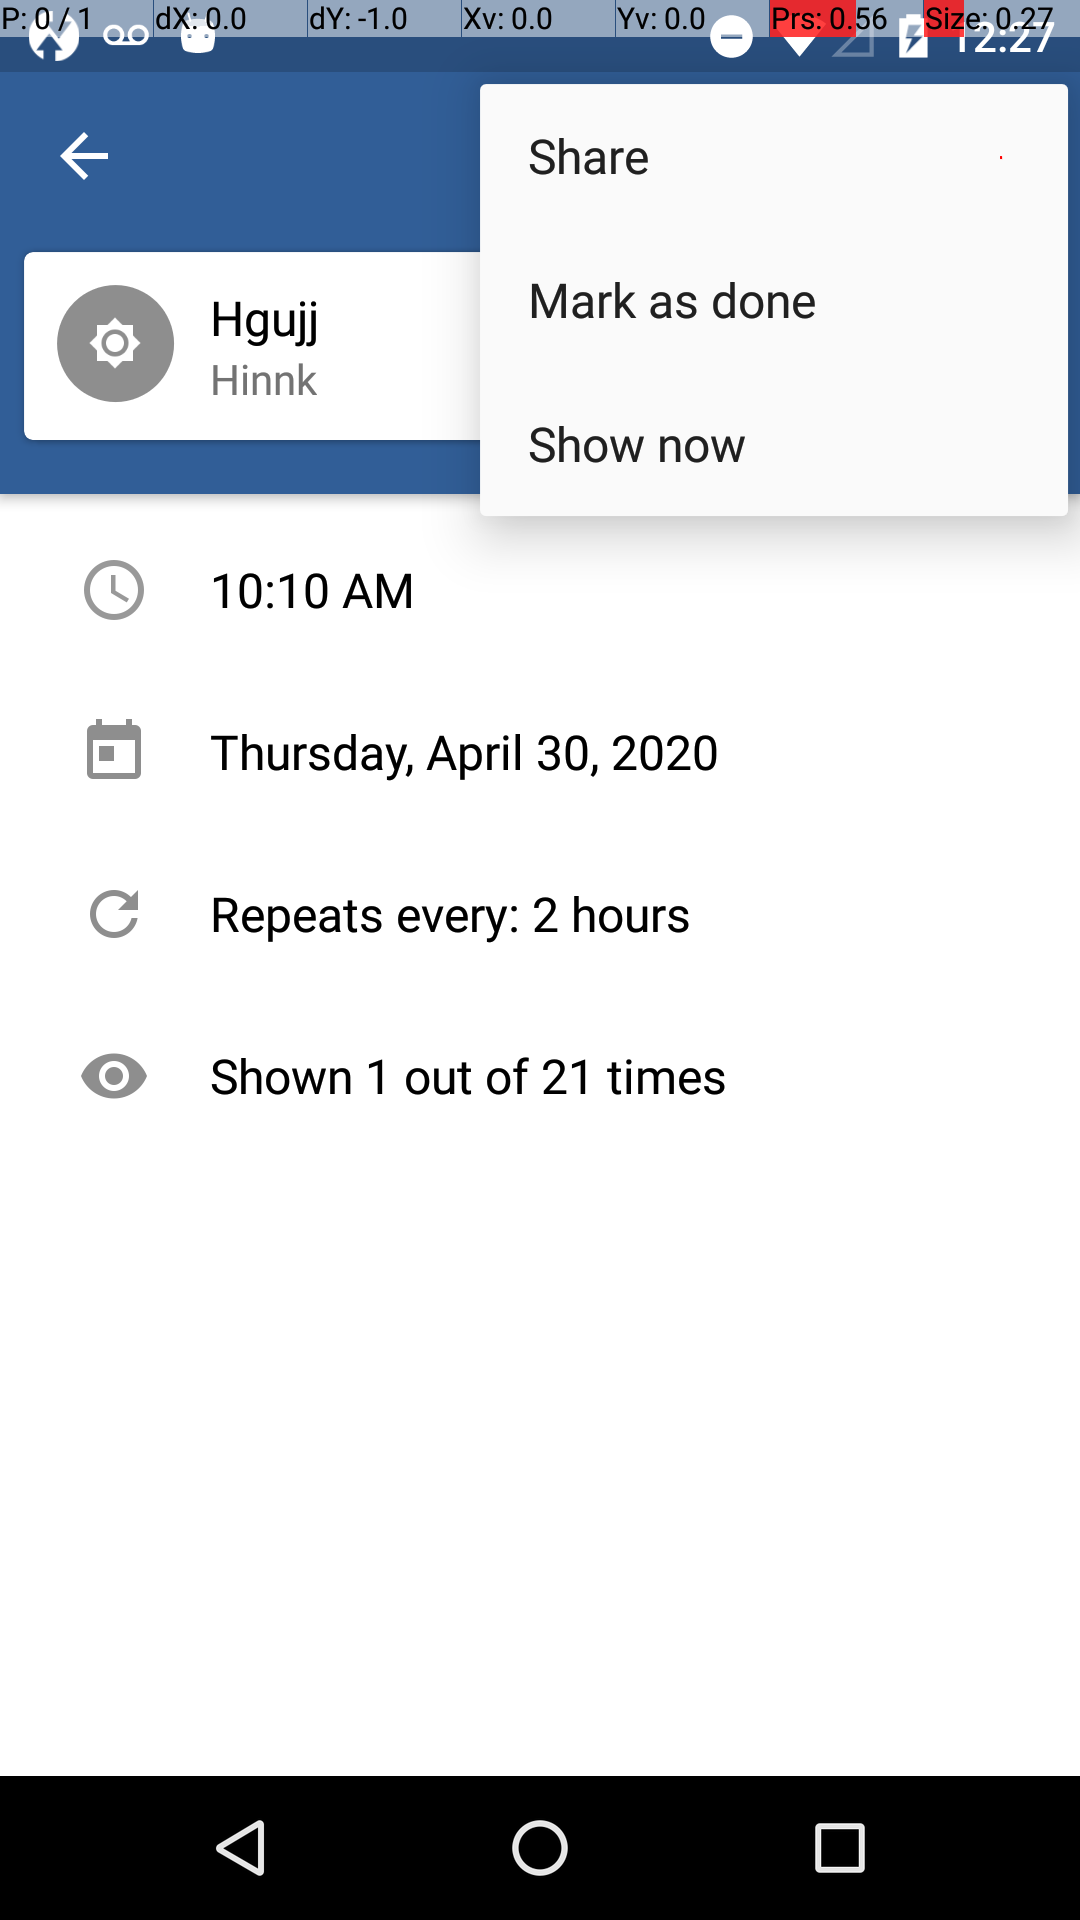 P: 0 / 1 dX: 0.0 dY: -1.0 Xv: 0.0 Yv: 0.0 Prs: 0.56 Size: 0.27
12:27
Share
Mark as done
Show now
Hgujj
Hinnk
10:10 AM
Thursday, April 30, 2020
Repeats every: 2 hours
Shown 1 out of 21 times